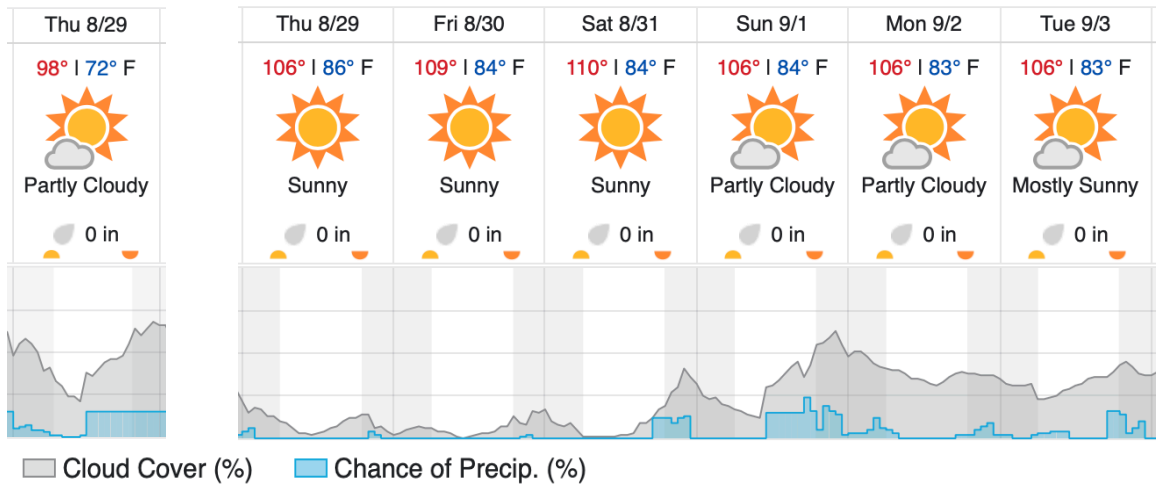 Thu 8/29 Thu 8/29 Fri 8/30 Sat 8/31 Sun 9/1 Mon 9/2 Tue 9/3
98° | 72° F 106° | 86° F 109° | 84° F 110° | 84° F 106° | 84° F 106° | 83° F 106° | 83° F
Partly Cloudy Sunny Sunny Sunny Partly Cloudy Partly Cloudy Mostly Sunny
0 in 0 in 0 in 0 in 0 in 0 in 0 in
Cloud Cover (%) Chance of Precip. (%)